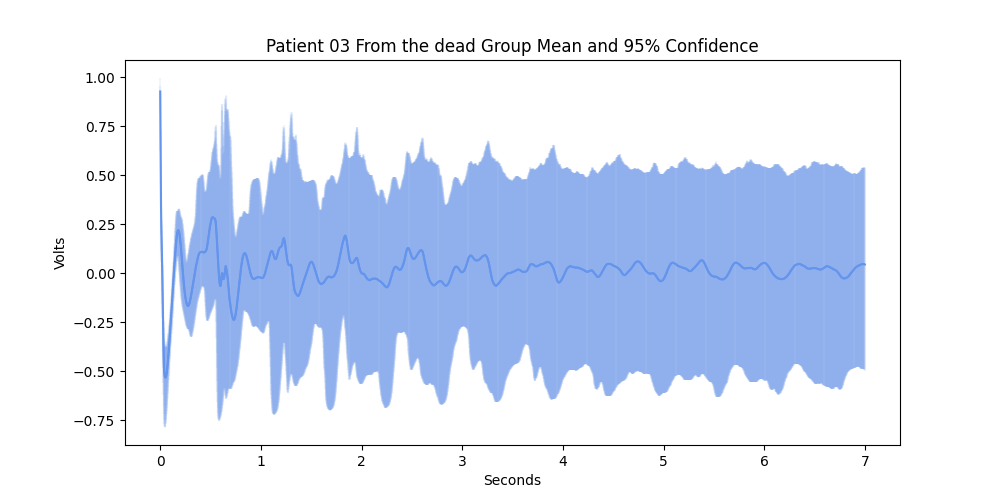 Patient 03 From the dead Group Mean and 95% Confidence
1.00
0.75
0.50
0.25
0.00
−0.25
−0.50
−0.75
Volts
0 1 2 3 4 5 6 7
Seconds